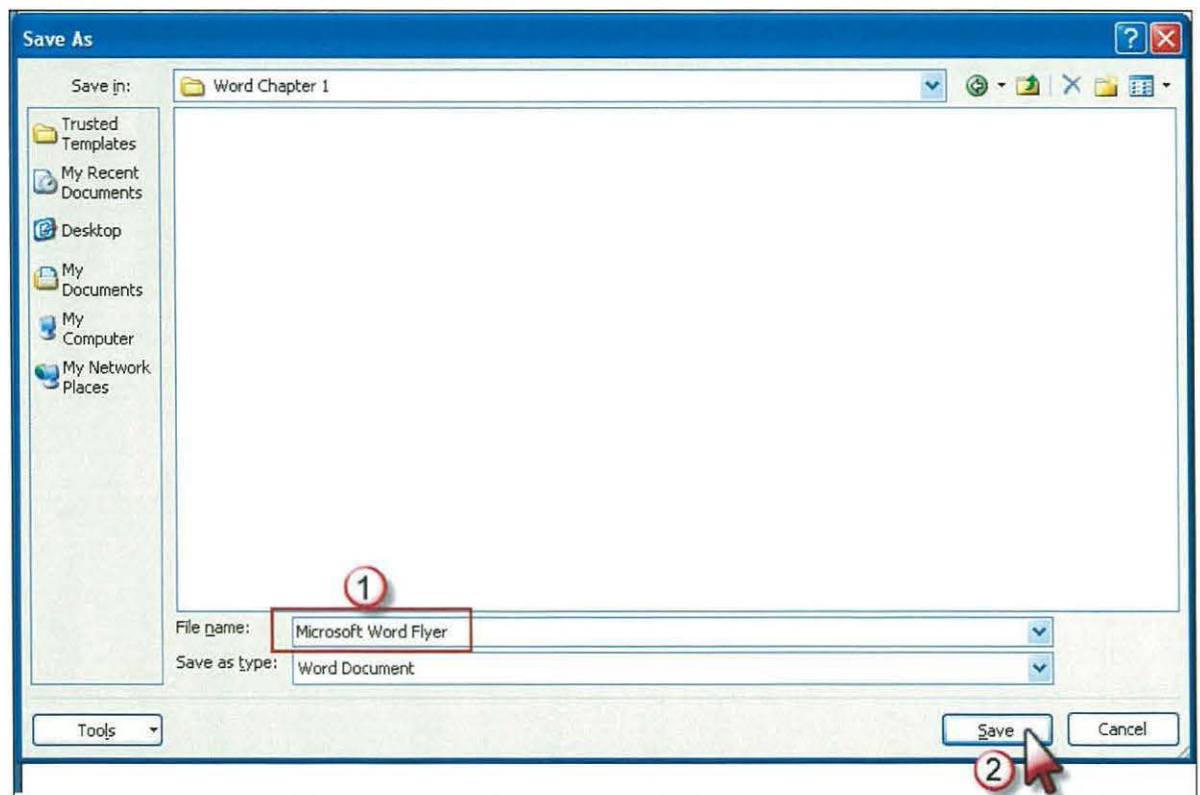 Save As
?
Save in:
Word Chapter 1
Trusted
Templates
My Recent
Documents
Desktop
My
Documents
My
Computer
My Network
Places
1
File name:
Microsoft Word Flyer
Save as type:
Word Document
Tools
Save
Cancel
2